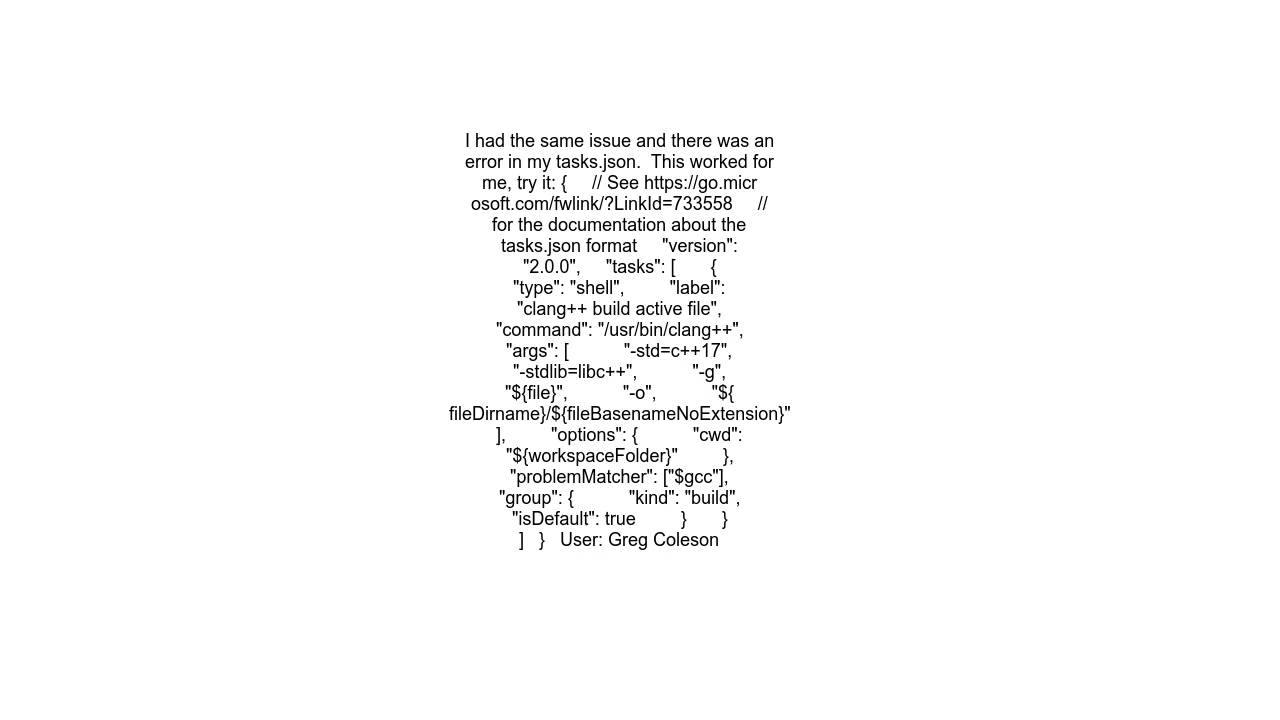 I had the same issue and there was an
error in my tasks.json.  This worked for
me, try it: {     // See https://go.micr
osoft.com/fwlink/?LinkId=733558     //
for the documentation about the
tasks.json format     "version":
"2.0.0",     "tasks": [       {
"type": "shell",         "label":
"clang++ build active file",
"command": "/usr/bin/clang++",
"args": [           "-std=c++17",
"-stdlib=libc++",           "-g",
"${file}",           "-o",           "${
fileDirname}/${fileBasenameNoExtension}"
],         "options": {           "cwd":
"${workspaceFolder}"         },
"problemMatcher": ["$gcc"],
"group": {           "kind": "build",
"isDefault": true         }       }
]   }   User: Greg Coleson